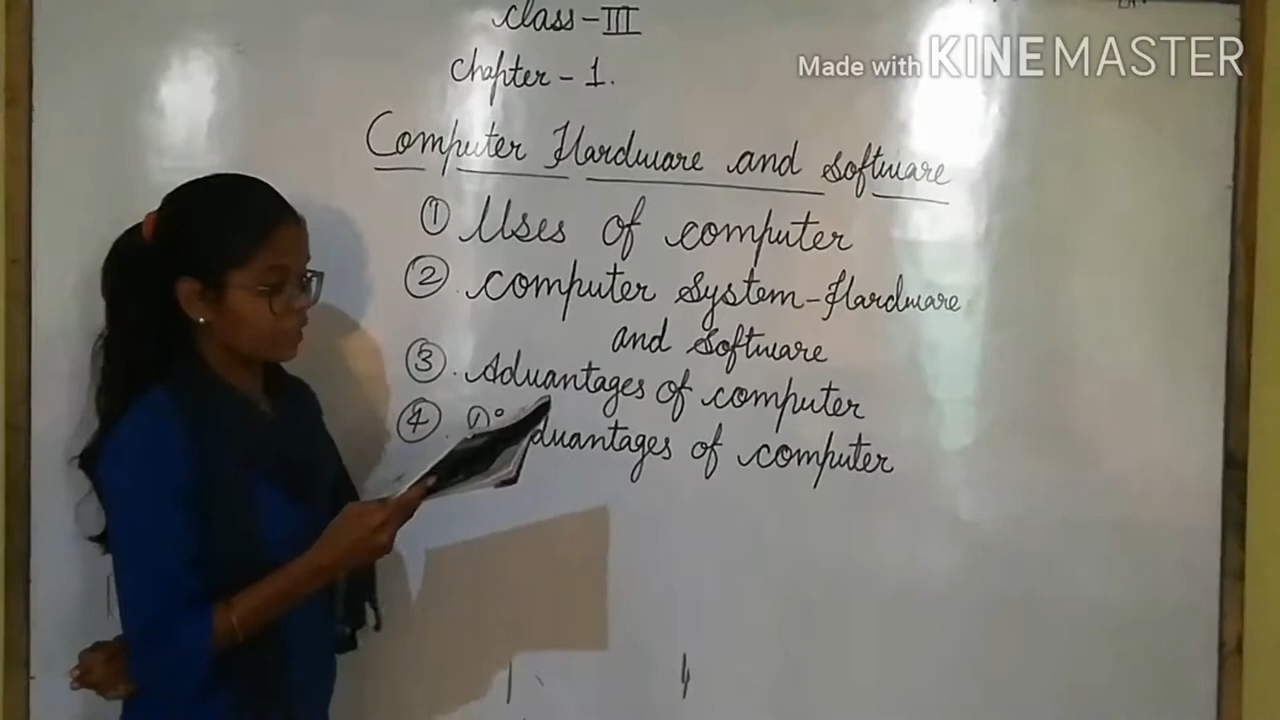 Class-III
Made with KINEMASTER
Chapter - 1.
Computer Hardware and Software
① Uses of computer
② . Computer System-Hardware
and Software
③ . Advantages of computer
④ . of computer